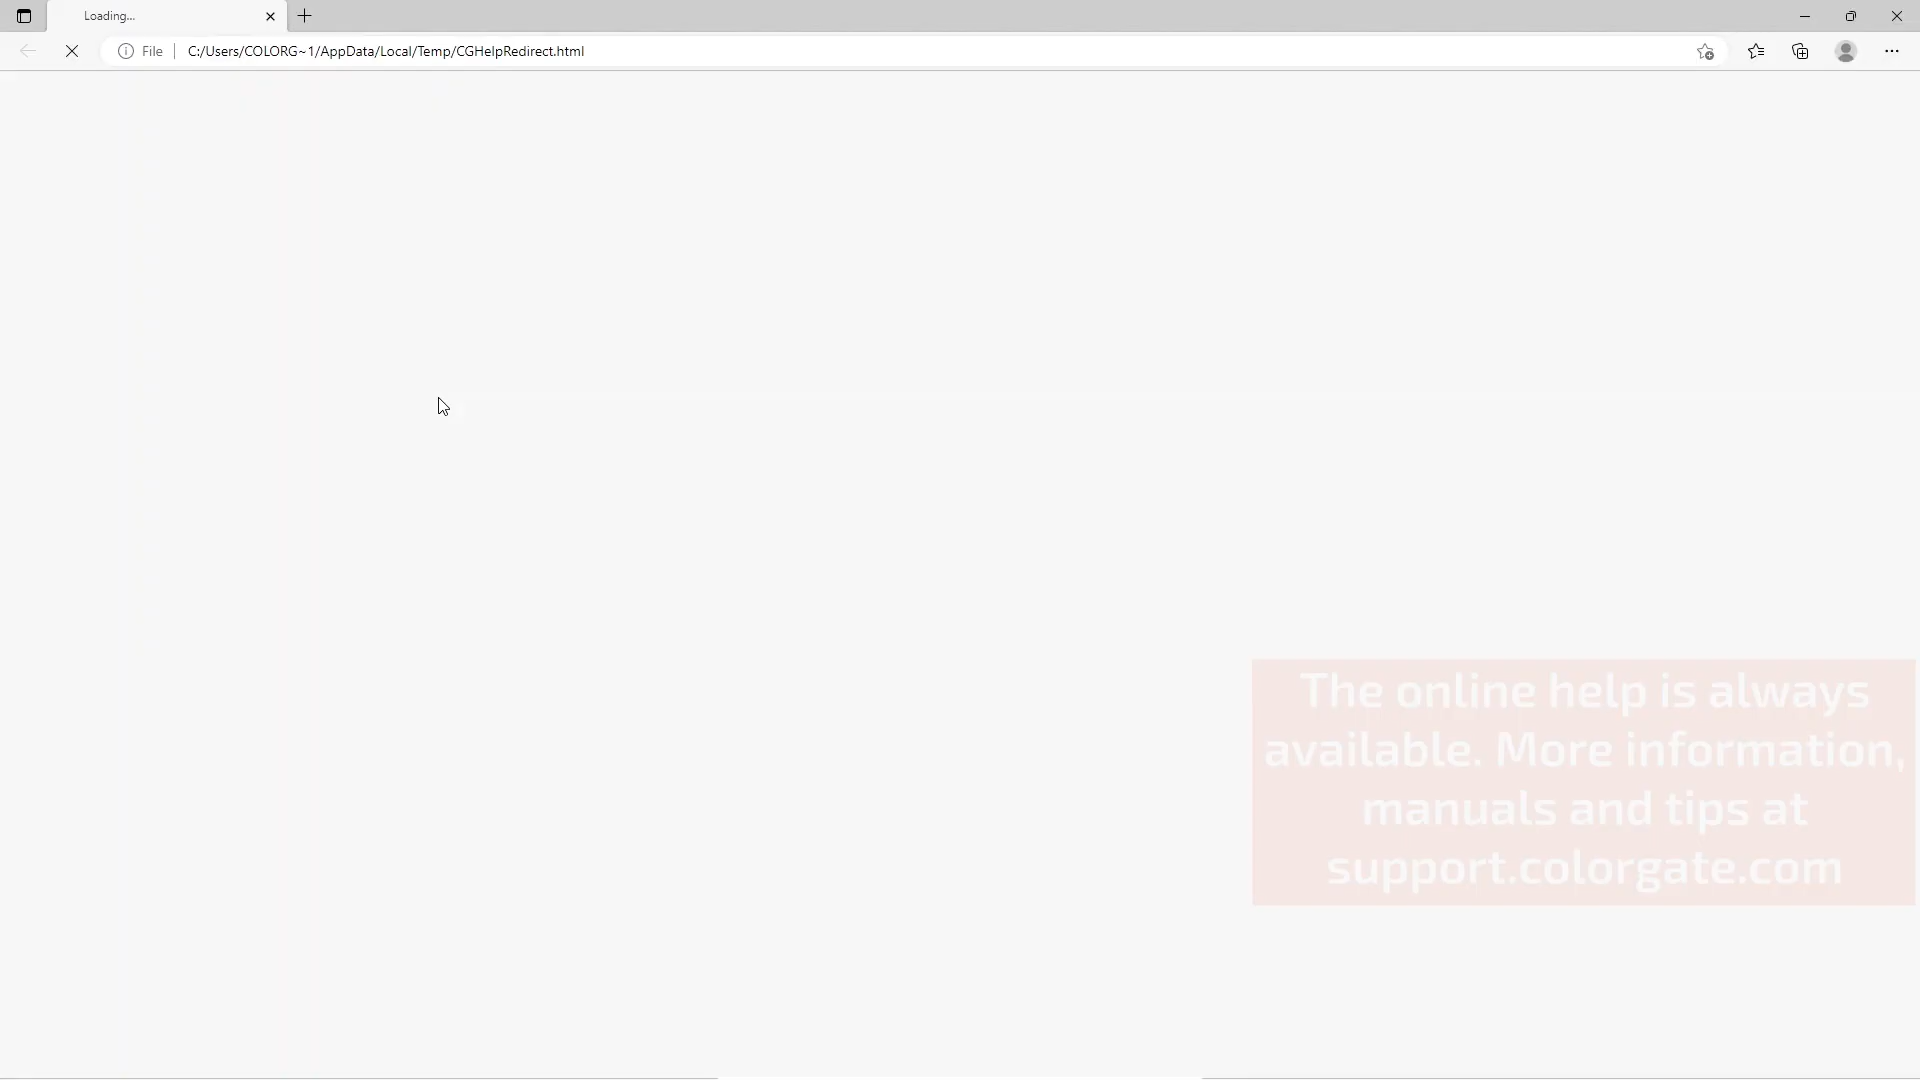 Loading...
File
C:/Users/COLORG~1/AppData/Local/Temp/CGHelpRedirect.html
The online help is always
available. More information,
manuals and tips at
support.colorgate.com